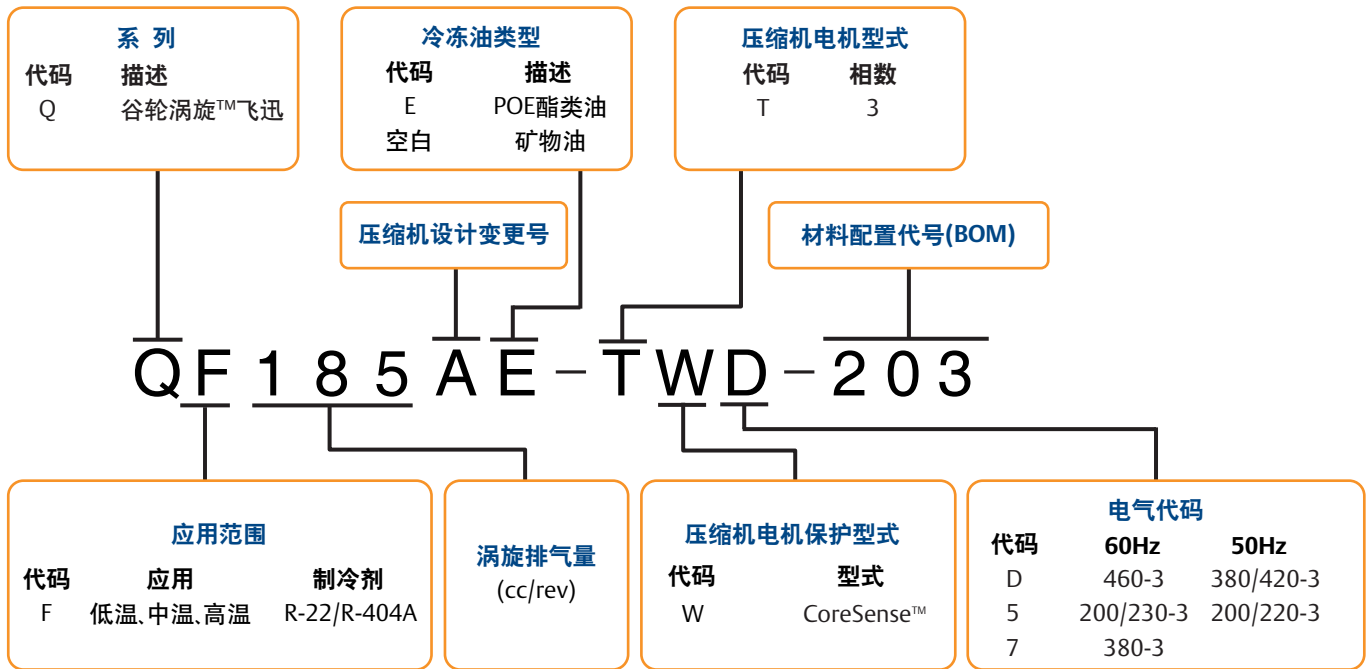 系 列
代码 描述
Q 谷轮涡旋™飞迅
冷冻油类型
代码 描述
E POE酯类油
空白 矿物油
压缩机电机型式
代码 相数
T 3
压缩机设计变更号
材料配置代号(BOM)
QF185AE-TWD-203
应用范围
代码 应用 制冷剂
F 低温、中温、高温 R-22/R-404A
涡旋排气量
(cc/rev)
压缩机电机保护型式
代码 型式
W CoreSense™
电气代码
代码 60Hz 50Hz
D 460-3 380/420-3
5 200/230-3 200/220-3
7 380-3